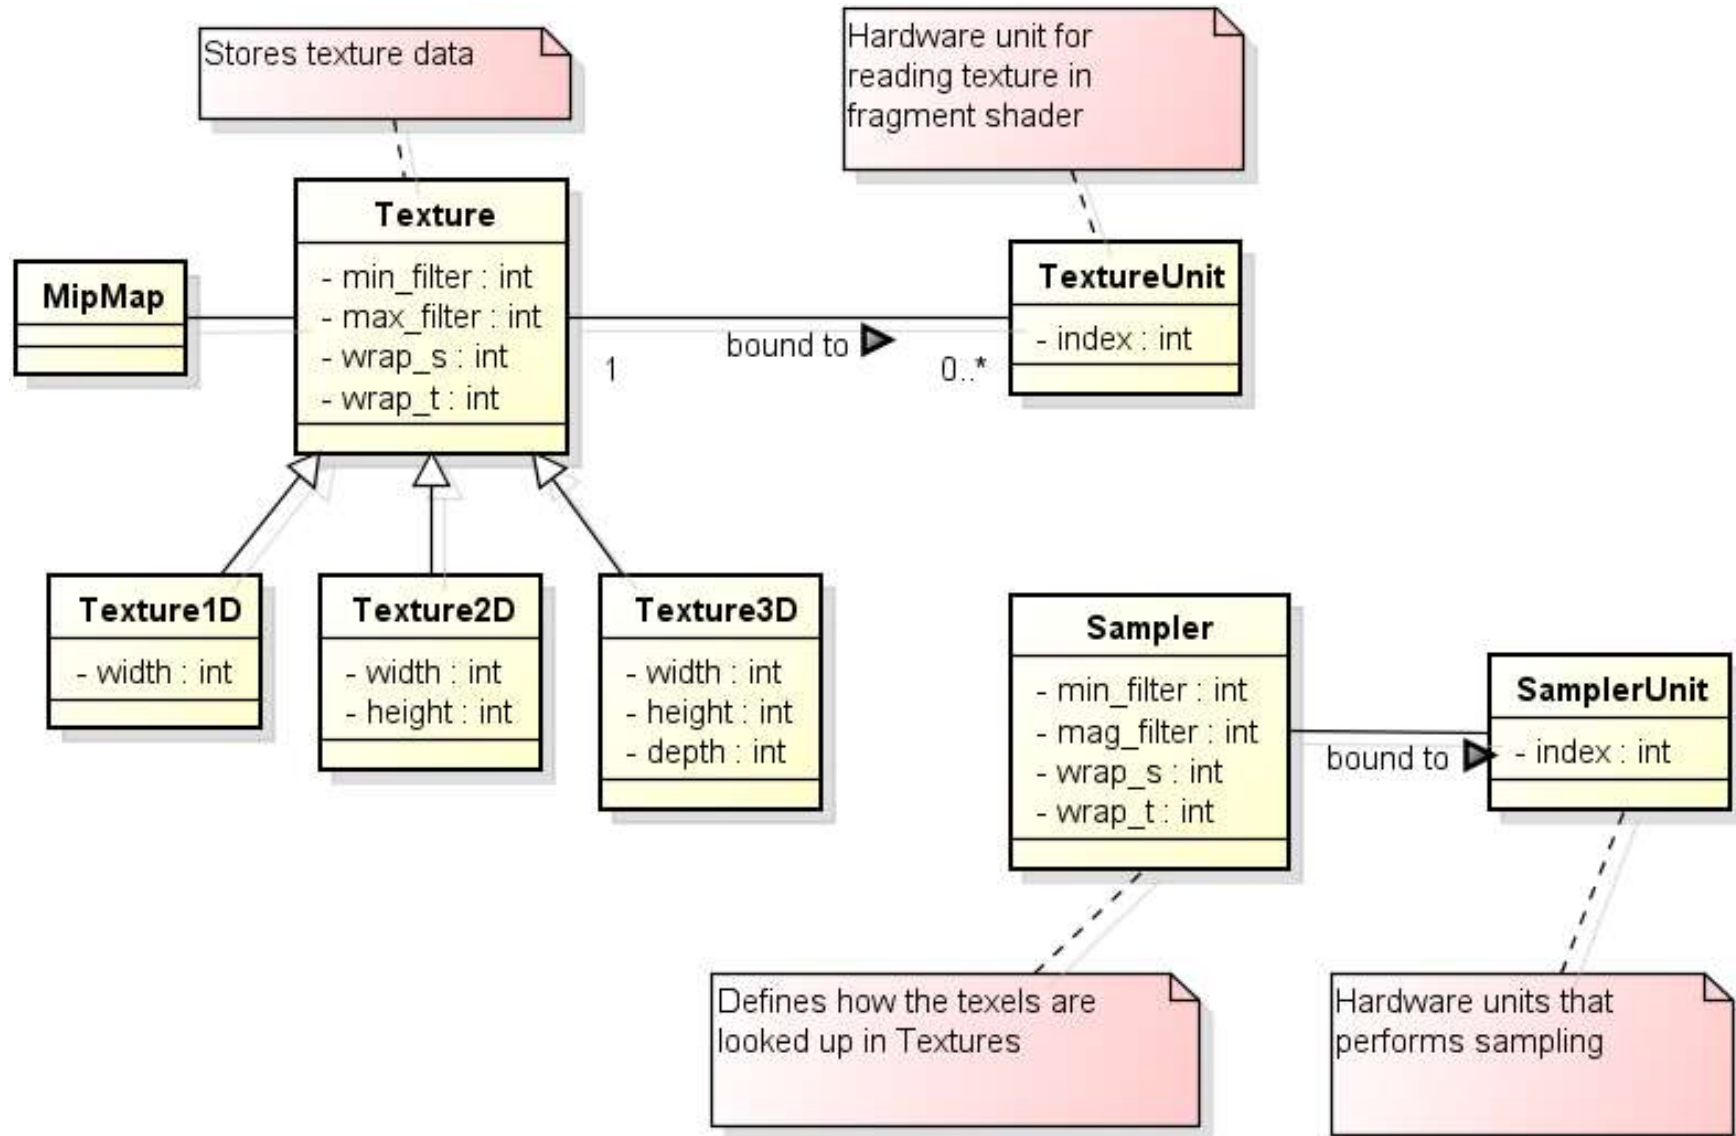 Stores texture data
Hardware unit for
reading texture in
fragment shader
Texture
- min_filter : int
- max_filter : int
- wrap_s : int
- wrap_t : int
MipMap
TextureUnit
- index : int
bound to
1
0..*
Texture1D
- width : int
Texture2D
- width : int
- height : int
Texture3D
- width : int
- height : int
- depth : int
Sampler
- min_filter : int
- mag_filter : int
- wrap_s : int
- wrap_t : int
bound to
SamplerUnit
- index : int
Defines how the texels are
looked up in Textures
Hardware units that
performs sampling